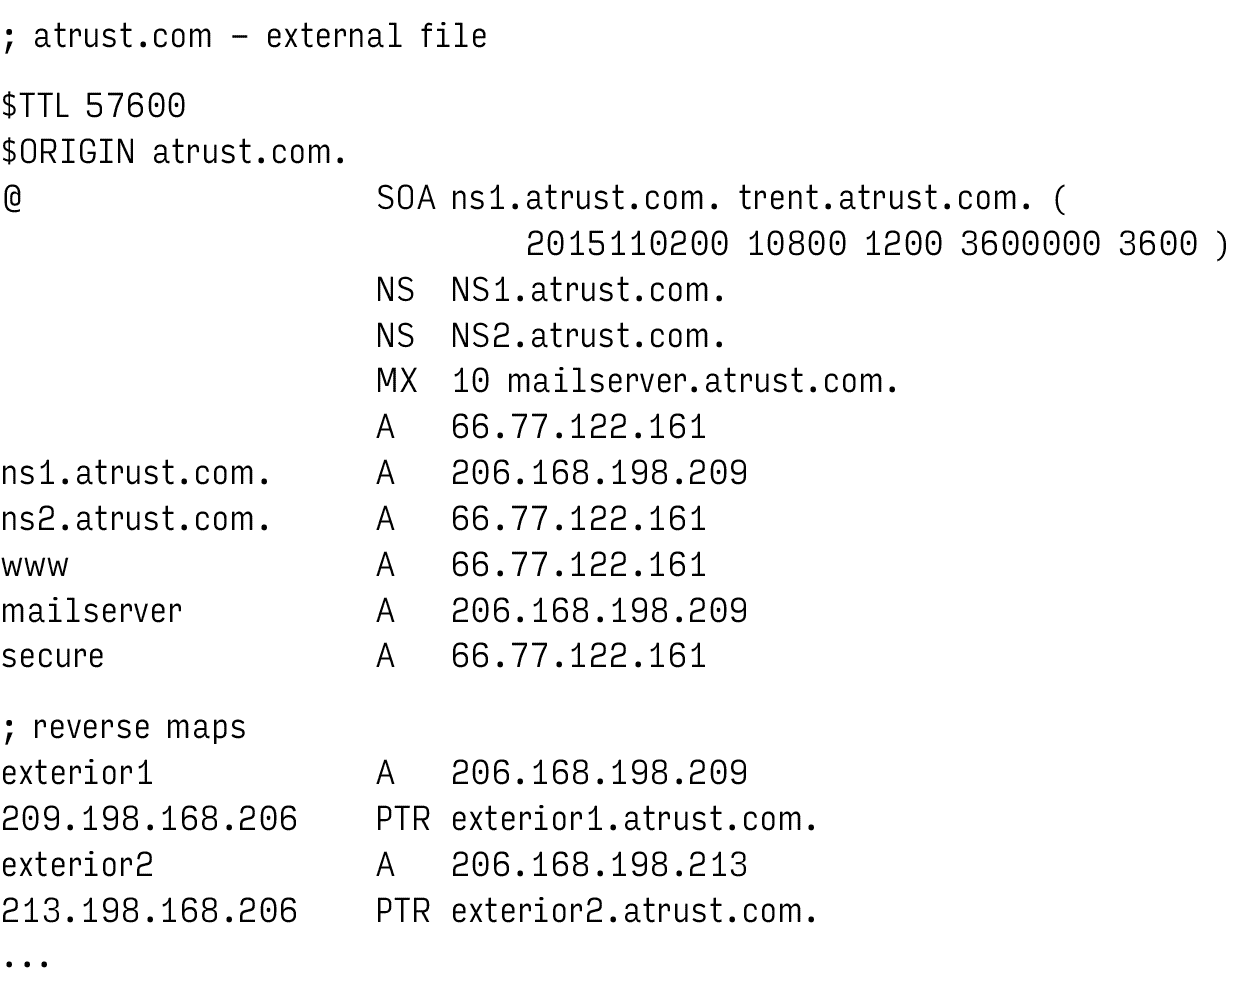 ; atrust.com - external file
$TTL 57600
$ORIGIN atrust.com.
@ SOA ns1.atrust.com. trent.atrust.com. (
2015110200 10800 1200 3600000 3600 )
NS NS1.atrust.com.
NS NS2.atrust.com.
MX 10 mailserver.atrust.com.
A 66.77.122.161
ns1.atrust.com. A 206.168.198.209
ns2.atrust.com. A 66.77.122.161
www A 66.77.122.161
mailserver A 206.168.198.209
secure A 66.77.122.161
; reverse maps
exterior1 A 206.168.198.209
209.198.168.206 PTR exterior1.atrust.com.
exterior2 A 206.168.198.213
213.198.168.206 PTR exterior2.atrust.com.
...